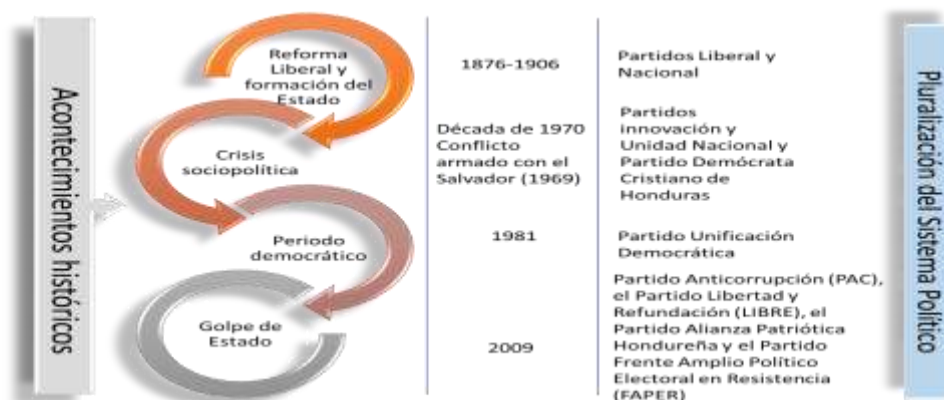 Acontecimientos históricos
Reforma
Liberal y
formación del
Estado
1876-1906
Partidos Liberal y
Nacional
Crisis
sociopolítica
Década de 1970
Conflicto
armado con el
Salvador (1969)
Partidos
innovación y
Unidad Nacional y
Partido Demócrata
Cristiano de
Honduras
Periodo
democrático
1981
Partido Unificación
Democrática
Golpe de
Estado
2009
Partido Anticorrupción (PAC),
el Partido Libertad y
Refundación (LIBRE), el
Partido Alianza Patriótica
Hondureña y el Partido
Frente Amplio Político
Electoral en Resistencia
(FAPER)
Pluralización del Sistema Político